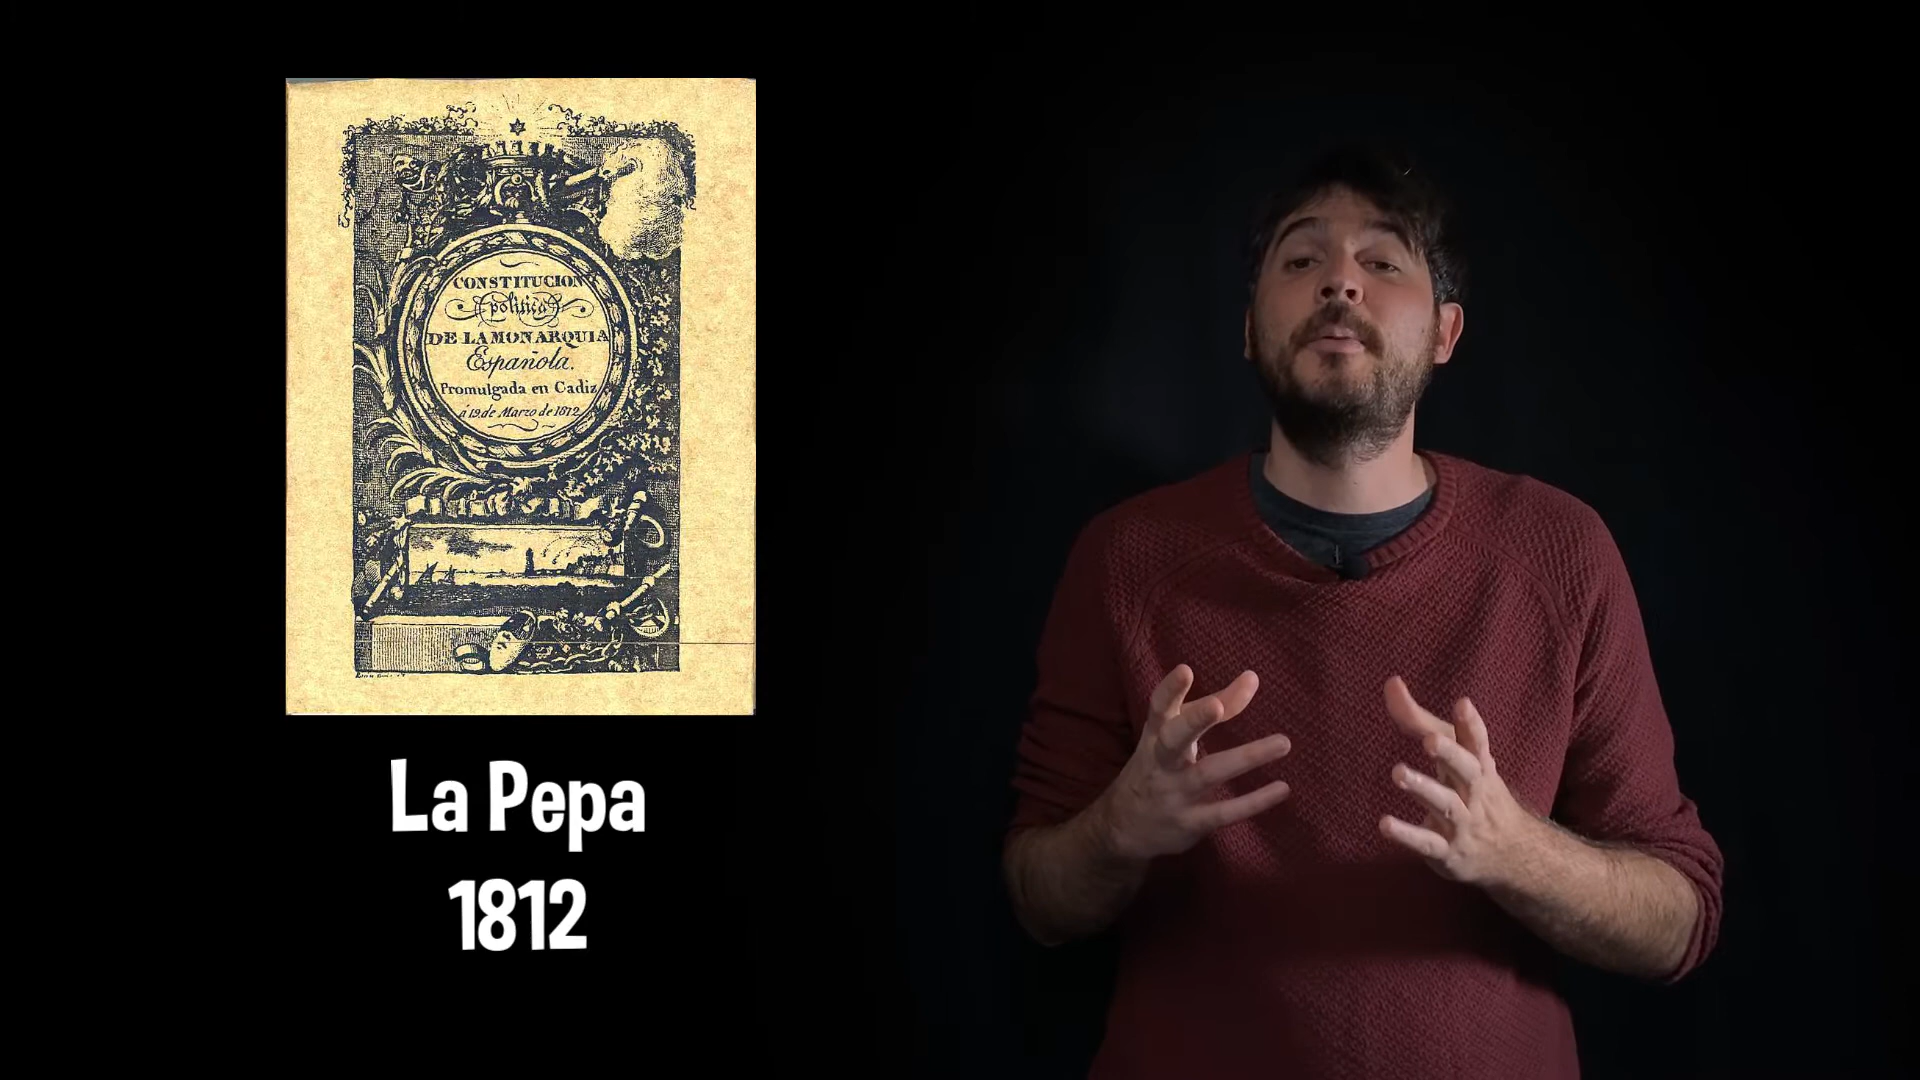 CONSTITUCION
politica
DE LA MONARQUIA
Española.
Promulgada en Cadiz
á 19 de Marzo de 1812
La Pepa
1812